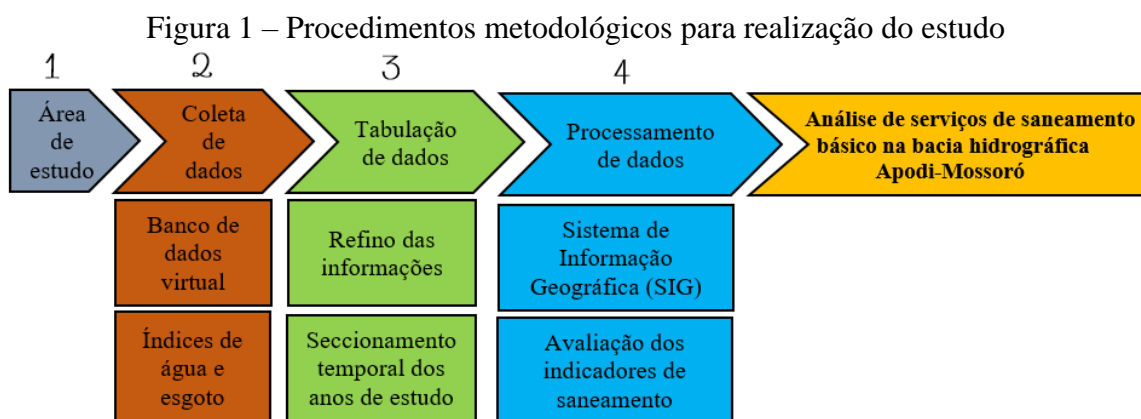 Figura 1 – Procedimentos metodológicos para realização do estudo
1
2
3
4
Área
de
estudo
Coleta
de
dados
Tabulação
de dados
Processamento
de dados
Análise de serviços de saneamento
básico na bacia hidrográfica
Apodi-Mossoró
Banco de
dados
virtual
Refino das
informações
Sistema de
Informação
Geográfica (SIG)
Índices de
água e
esgoto
Seccionamento
temporal dos
anos de estudo
Avaliação dos
indicadores de
saneamento